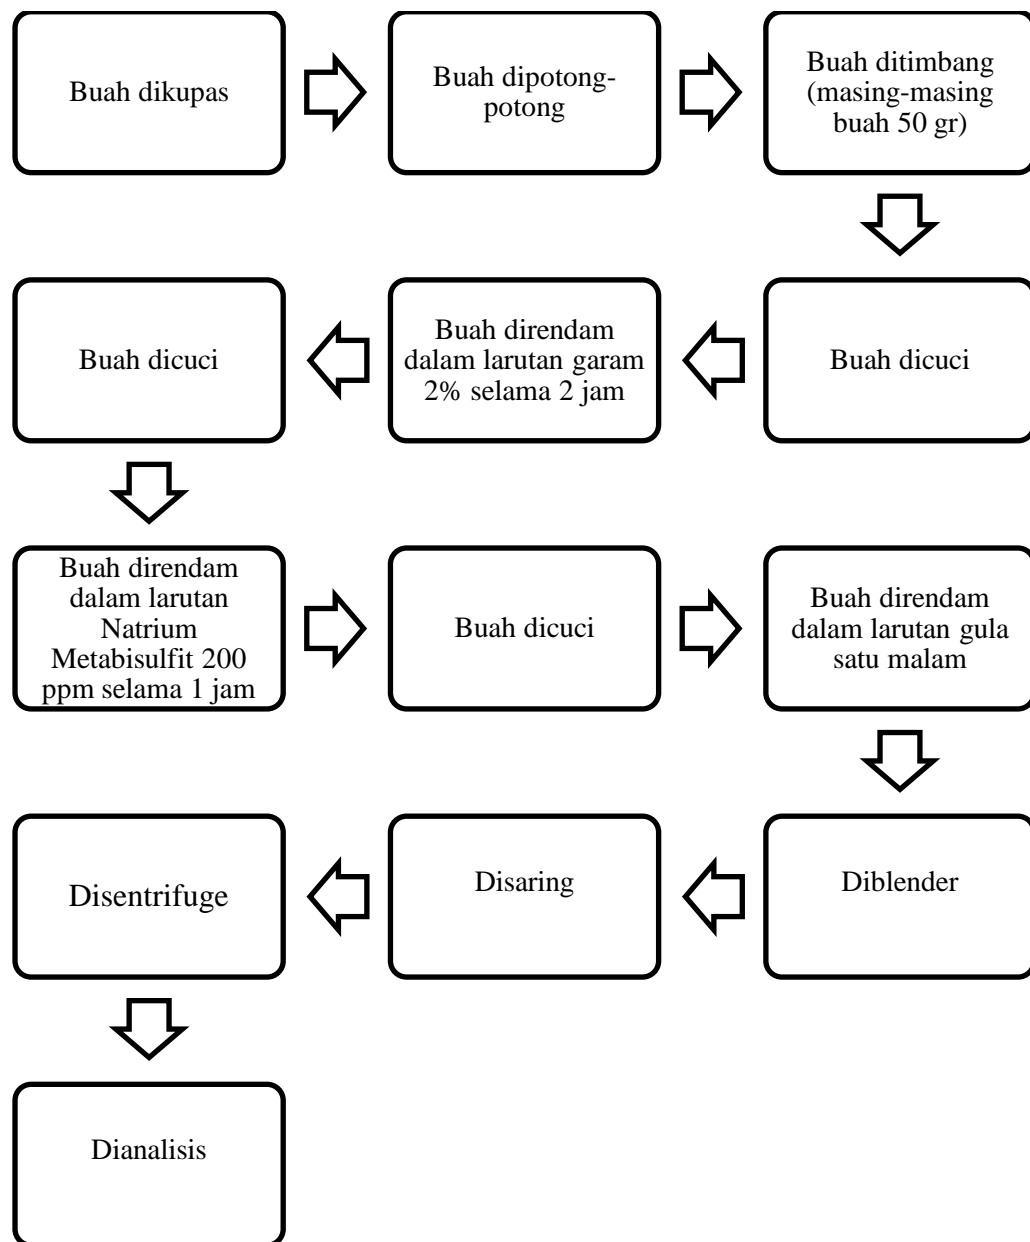 Buah dikupas
Buah dipotong-
potong
Buah ditimbang
(masing-masing
buah 50 gr)
Buah dicuci
Buah direndam
dalam larutan garam
2% selama 2 jam
Buah dicuci
Buah direndam
dalam larutan
Natrium
Metabisulfit 200
ppm selama 1 jam
Buah dicuci
Buah direndam
dalam larutan gula
satu malam
Diblender
Disaring
Disentrifuge
Dianalisis